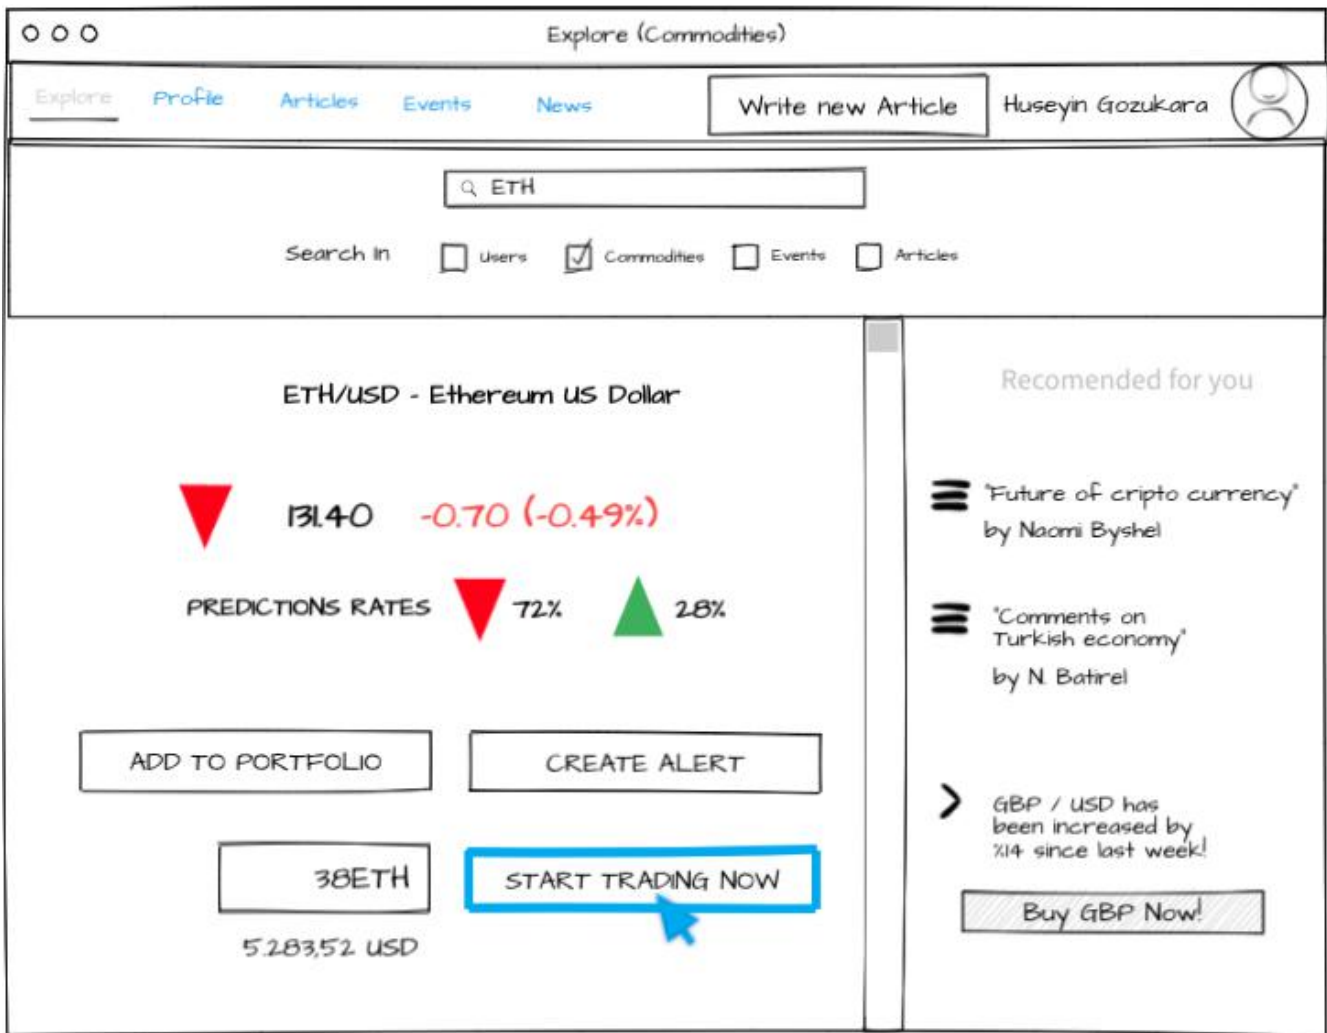 Explore (Commodities)
Explore Profile Articles Events News Write new Article Huseyin Gozukara
ETH
Search In Users Commodities Events Articles
ETH/USD - Ethereum US Dollar
131.40 -0.70 (-0.49%)
PREDICTIONS RATES 72% 28%
ADD TO PORTFOLIO CREATE ALERT
38ETH START TRADING NOW
5.283,52 USD
Recomended for you
"Future of cripto currency"
by Naomi Byshel
"Comments on
Turkish economy"
by N. Batirel
GBP / USD has
been increased by
%14 since last week!
Buy GBP Now!